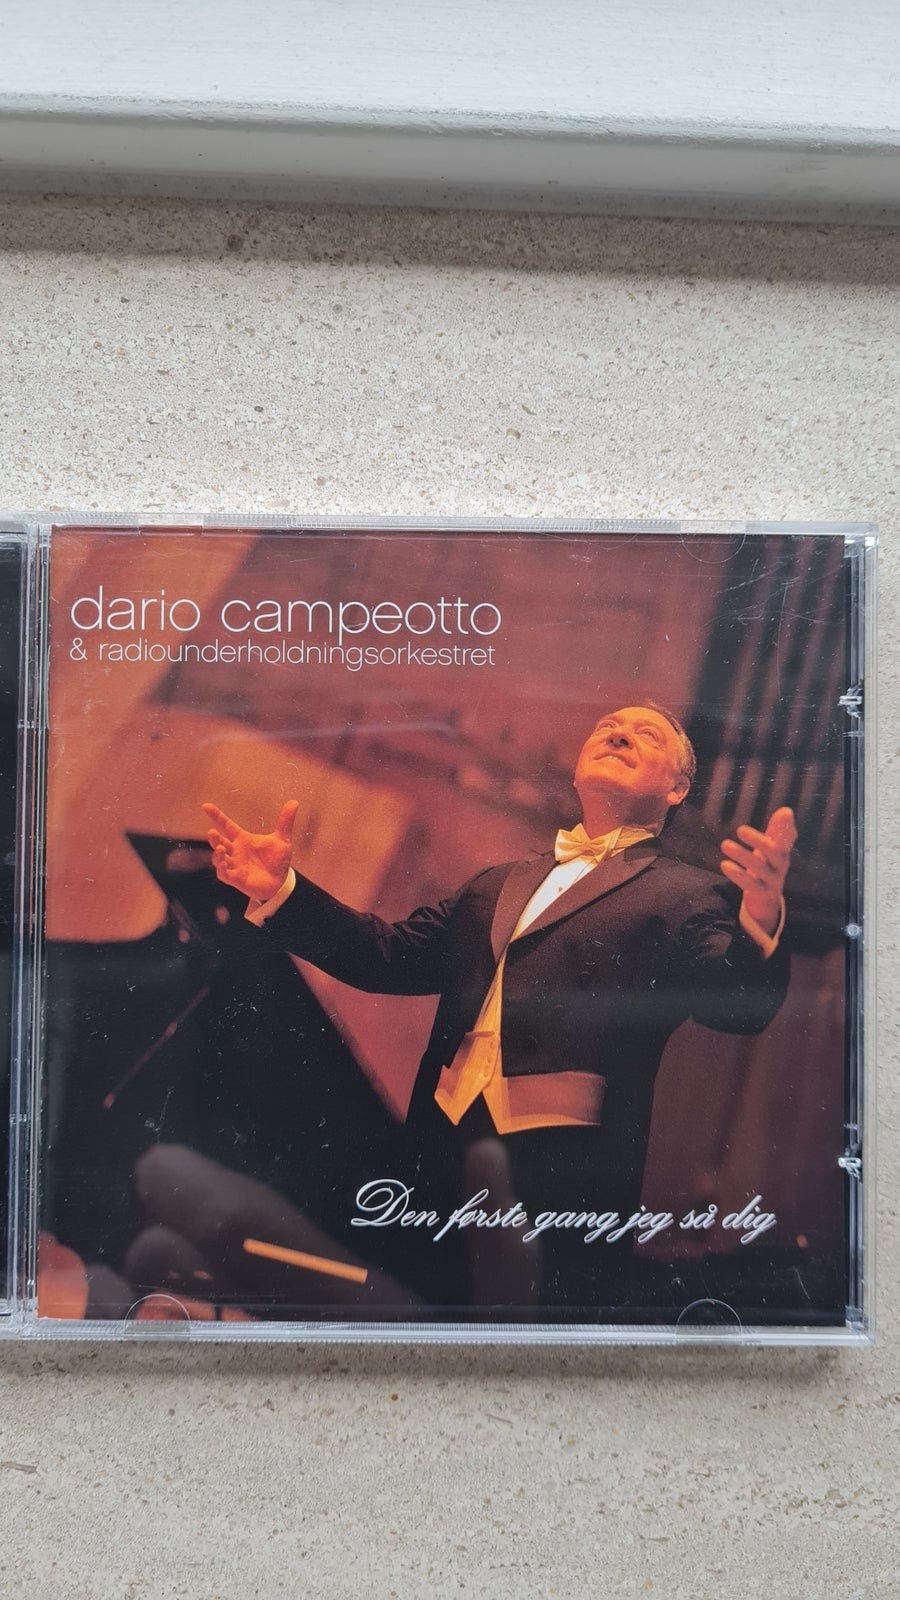 dario campeotto
& radiounderholdningsorkestret
Den første gang jeg så dig